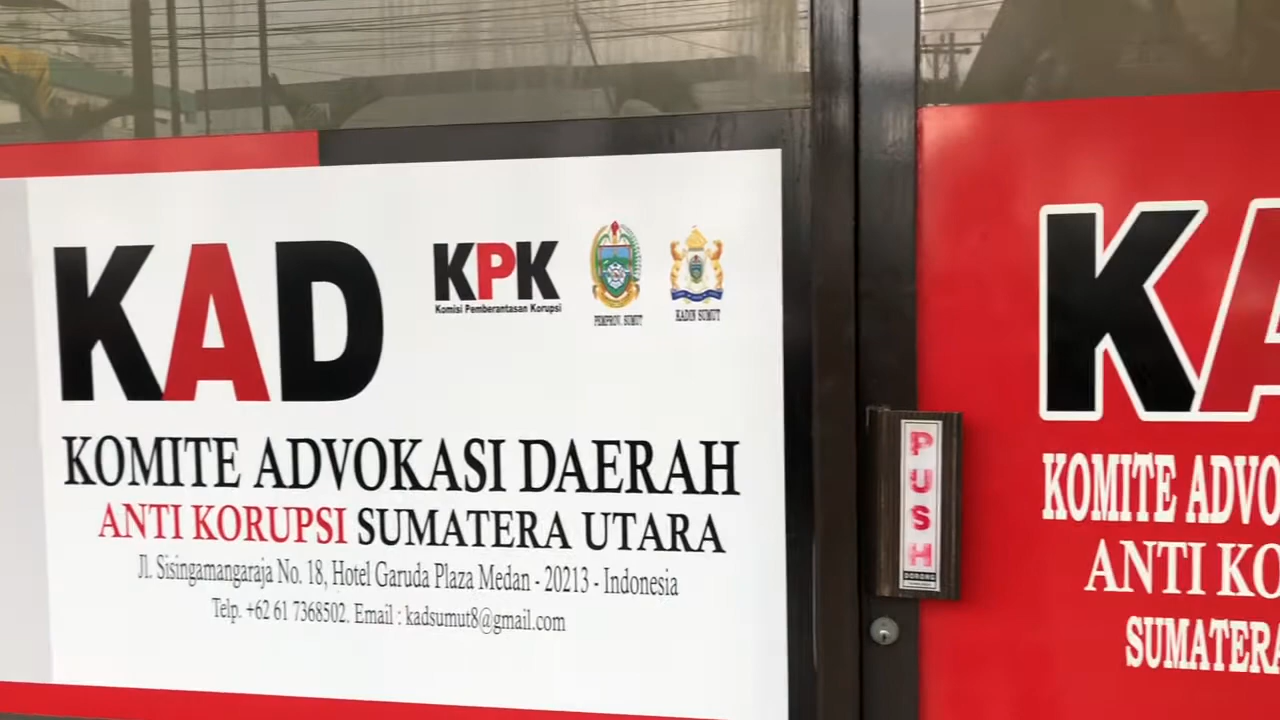 KAD
KPK
Komisi Pemberantasan Korupsi
PEMPROV. SUMUT
KADIN SUMUT
KOMITE ADVOKASI DAERAH
ANTI KORUPSI SUMATERA UTARA
Jl. Sisingamangaraja No. 18, Hotel Garuda Plaza Medan - 20213 - Indonesia
Telp. +62 61 7368502. Email : kadsumut8@gmail.com
PUSH
DORONG
KA
KOMITE ADVO
ANTI KO
SUMATERA